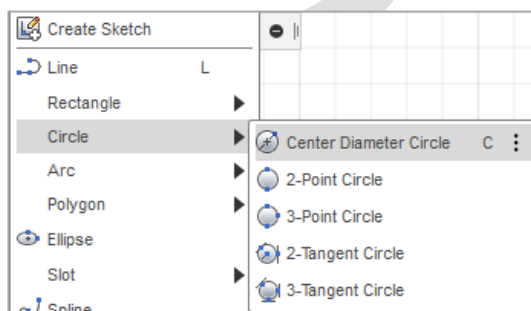 Create Sketch
Line L
Rectangle
Circle
Center Diameter Circle C
Arc
2-Point Circle
Polygon
3-Point Circle
Ellipse
2-Tangent Circle
Slot
3-Tangent Circle
Spline